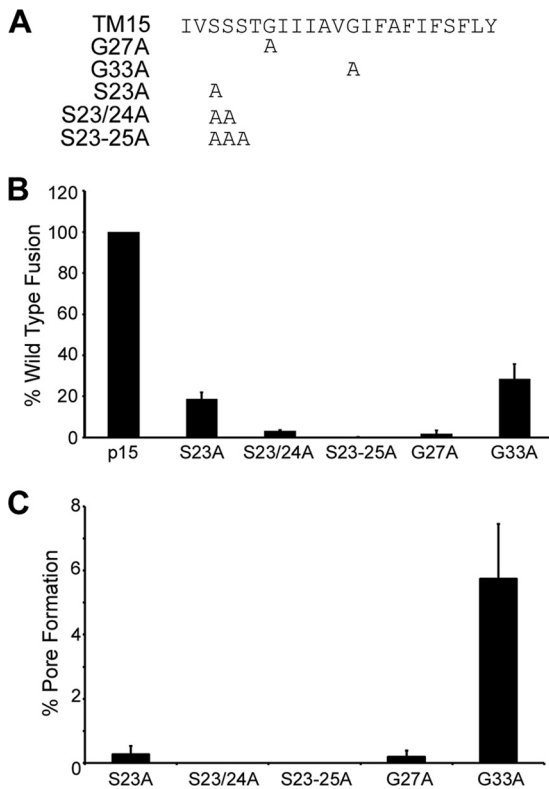 A
TM15 IVSSSTGIIIAVGIFAFIFSFLY
G27A A
G33A A
S23A A
S23/24A AA
S23-25A AAA
B
% Wild Type Fusion
120
100
80
60
40
20
0
p15 S23A S23/24A S23-25A G27A G33A
C
% Pore Formation
8
6
4
2
0
S23A S23/24A S23-25A G27A G33A